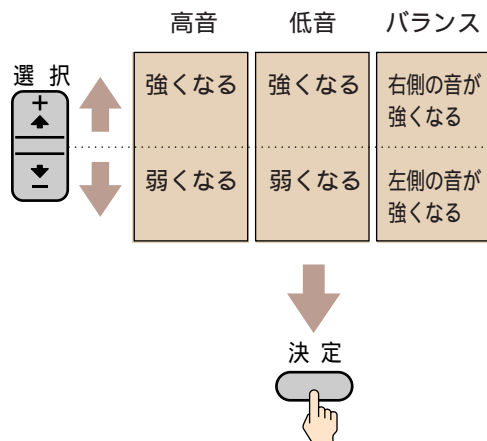 高音 低音 バランス
選択
+
強くなる 強くなる 右側の音が
強くなる
弱くなる 弱くなる 左側の音が
強くなる
−
決定